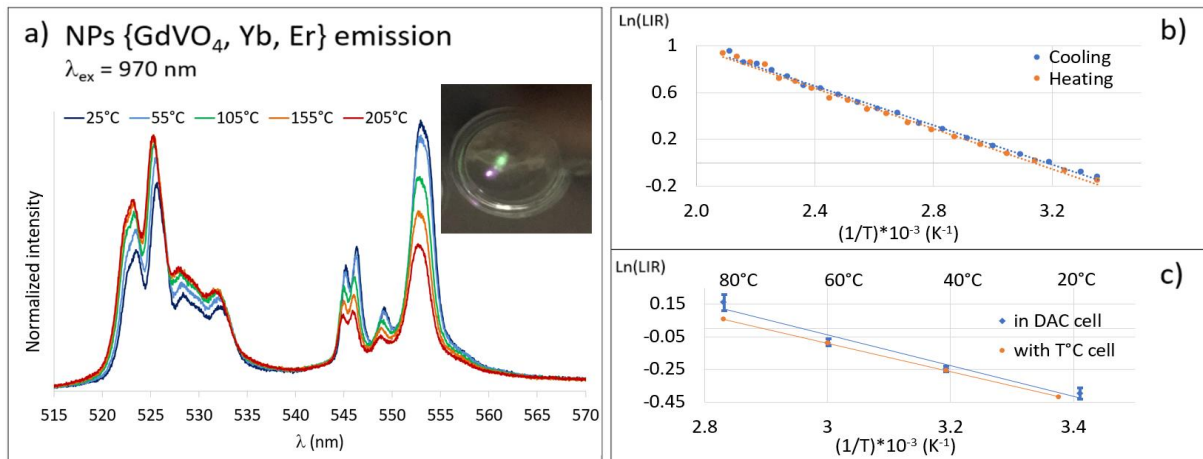 a) NPs {GdVO₄, Yb, Er} emission
λex = 970 nm
25°C 55°C 105°C 155°C 205°C
Normalized intensity
515 520 525 530 535 540 545 550 555 560 565 570
λ (nm)
Ln(LIR)
b)
1
0.6
0.2
-0.2
Cooling
Heating
2.0 2.4 2.8 3.2
(1/T)*10⁻³ (K⁻¹)
Ln(LIR)
c)
80°C 60°C 40°C 20°C
0.15
-0.05
-0.25
-0.45
in DAC cell
with T°C cell
2.8 3 3.2 3.4
(1/T)*10⁻³ (K⁻¹)